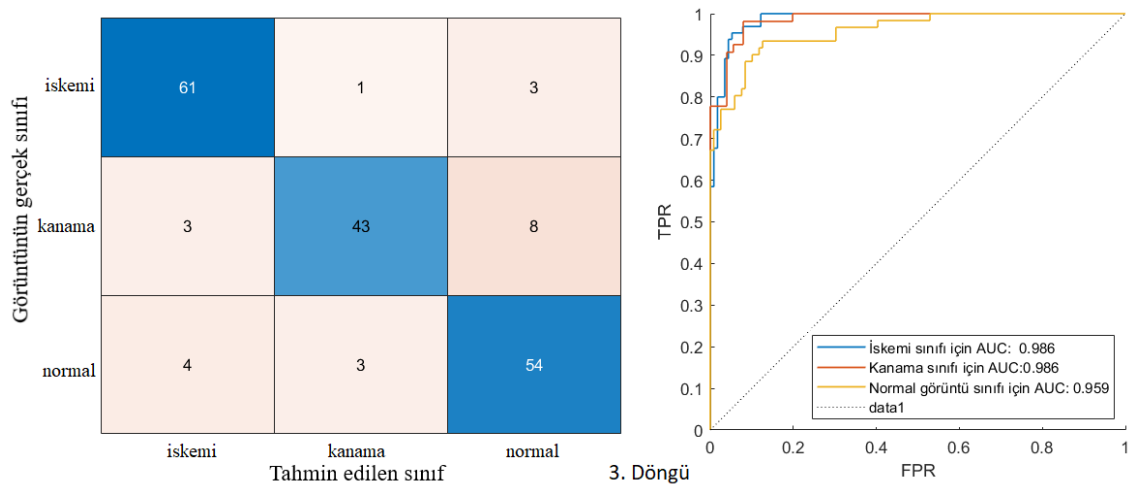 Görüntünün gerçek sınıfı
iskemi
61
1
3
kanama
3
43
8
normal
4
3
54
iskemi
kanama
normal
Tahmin edilen sınıf
3. Döngü
TPR
1
0.9
0.8
0.7
0.6
0.5
0.4
0.3
0.2
0.1
0
0
0.2
0.4
0.6
0.8
1
FPR
İskemi sınıfı için AUC: 0.986
Kanama sınıfı için AUC:0.986
Normal görüntü sınıfı için AUC: 0.959
data1